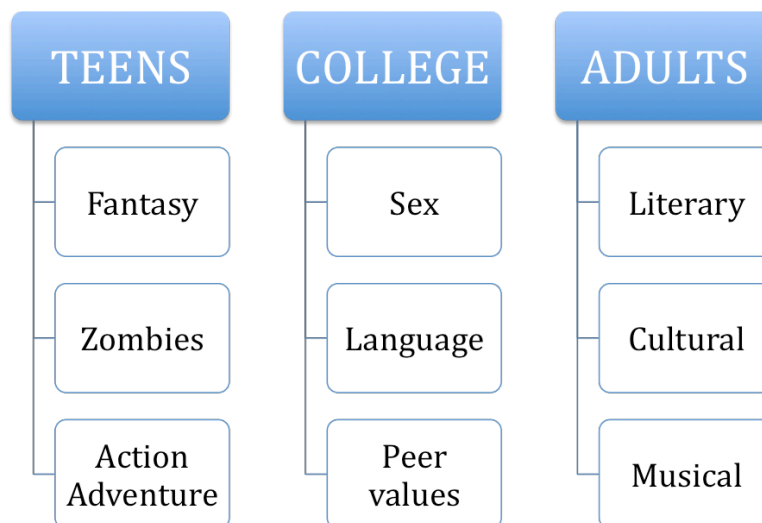 TEENS
Fantasy
Zombies
Action
Adventure
COLLEGE
Sex
Language
Peer
values
ADULTS
Literary
Cultural
Musical